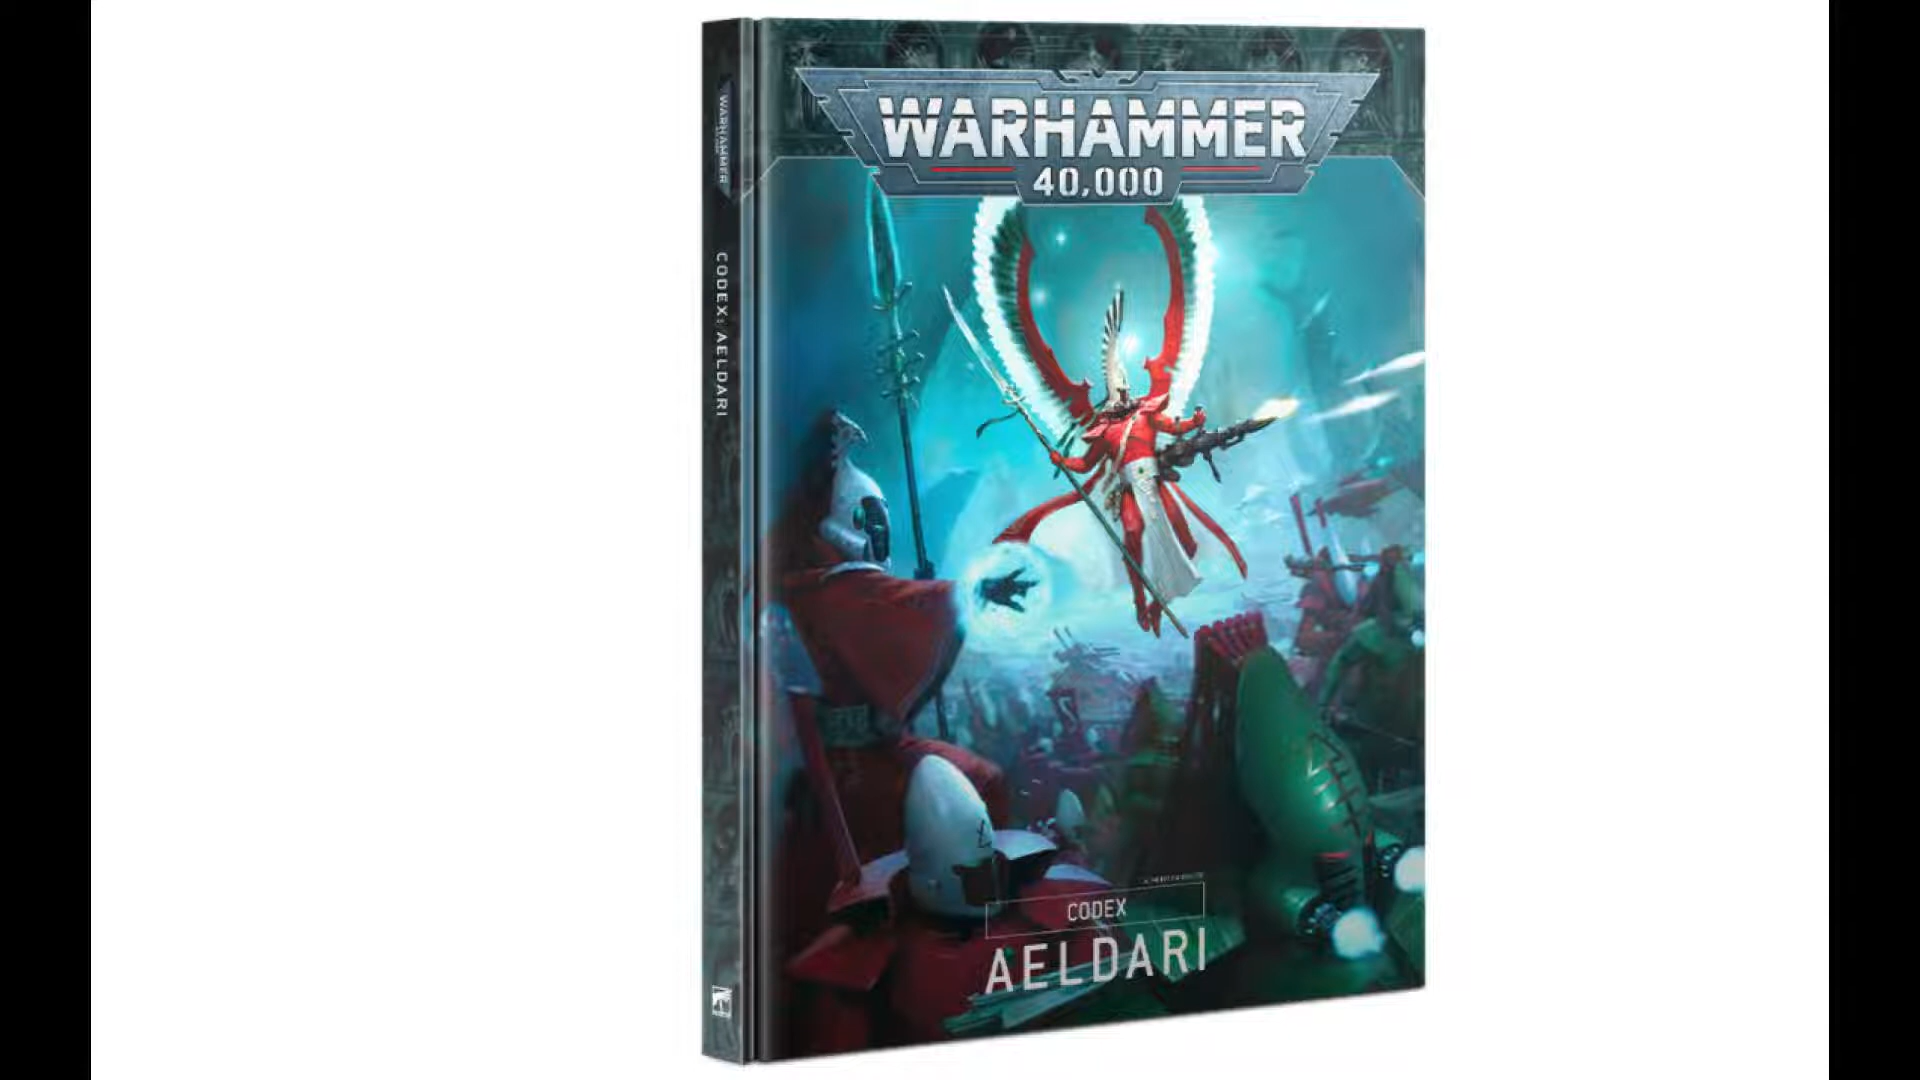 WARHAMMER
40,000
WARHAMMER
CODEX: AELDARI
CODEX
AELDARI